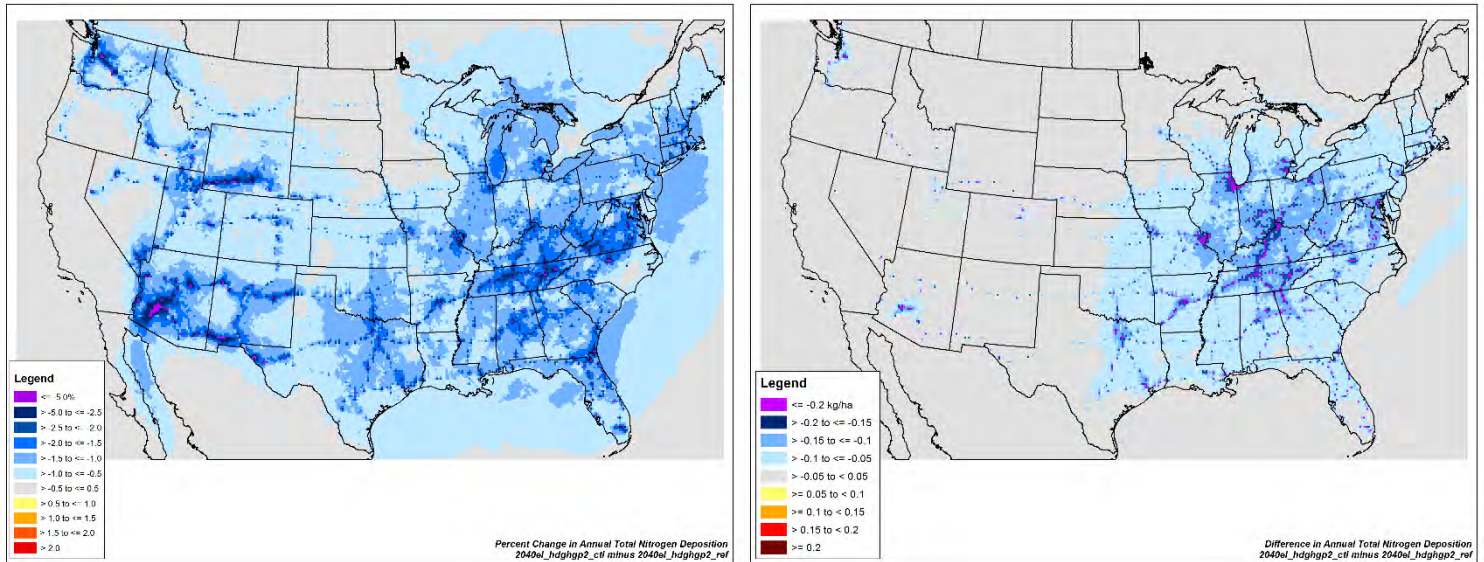 Legend
<= -5.0%
> -5.0 to <= -2.5
> -2.5 to <= -2.0
> -2.0 to <= -1.5
> -1.5 to <= -1.0
> -1.0 to <= -0.5
> -0.5 to <= 0.5
> 0.5 to <= 1.0
> 1.0 to <= 1.5
> 1.5 to <= 2.0
> 2.0
Percent Change in Annual Total Nitrogen Deposition
2040el_hdghgp2_ctl minus 2040el_hdghgp2_ref
Legend
<= -0.2 kg/ha
> -0.2 to <= -0.15
> -0.15 to <= -0.1
> -0.1 to <= -0.05
> -0.05 to < 0.05
>= 0.05 to < 0.1
>= 0.1 to < 0.15
> 0.15 to < 0.2
>= 0.2
Difference in Annual Total Nitrogen Deposition
2040el_hdghgp2_ctl minus 2040el_hdghgp2_ref